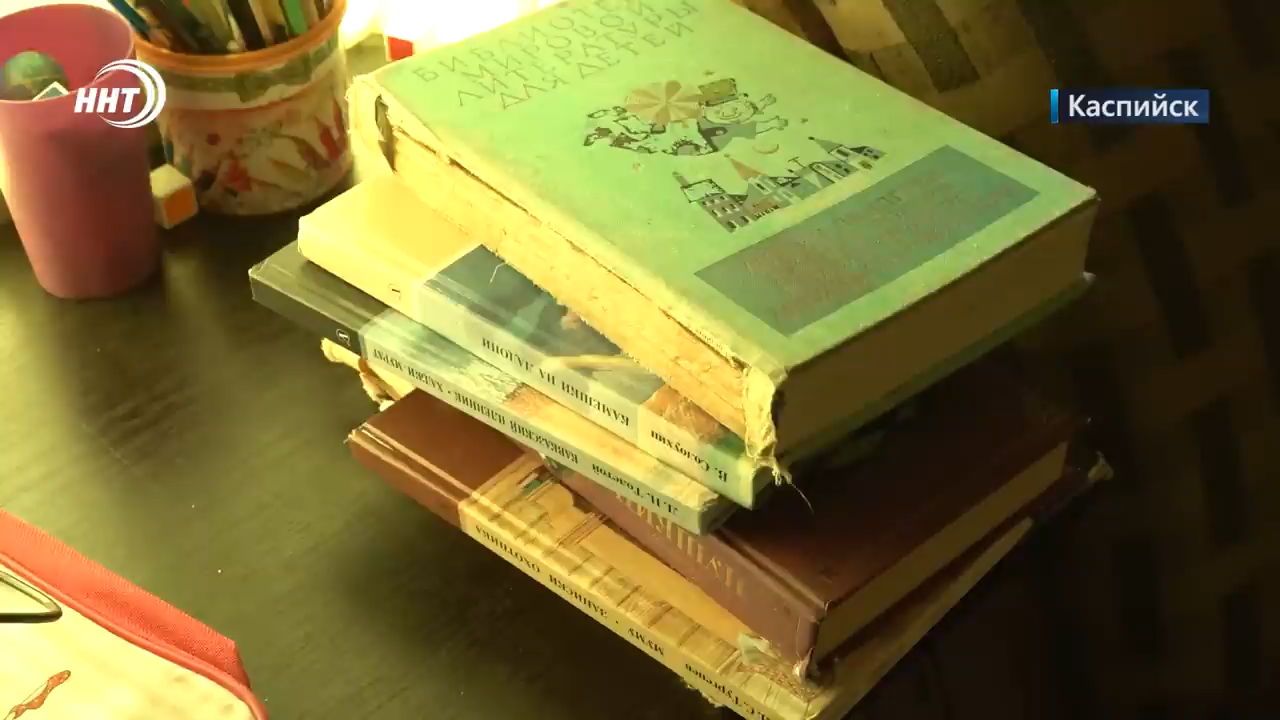 ННТ
Каспийск
БИБЛИОТЕКА
МИРОВОЙ
ЛИТЕРАТУРЫ
ДЛЯ ДЕТЕЙ
В. Солоухин КАМЕШКИ НА ЛАДОНИ
Л. Н. Толстой КАВКАЗСКИЙ ПЛЕННИК · ХАДЖИ-МУРАТ
ПУШКИН
И. С. Тургенев МУМУ · ЗАПИСКИ ОХОТНИКА